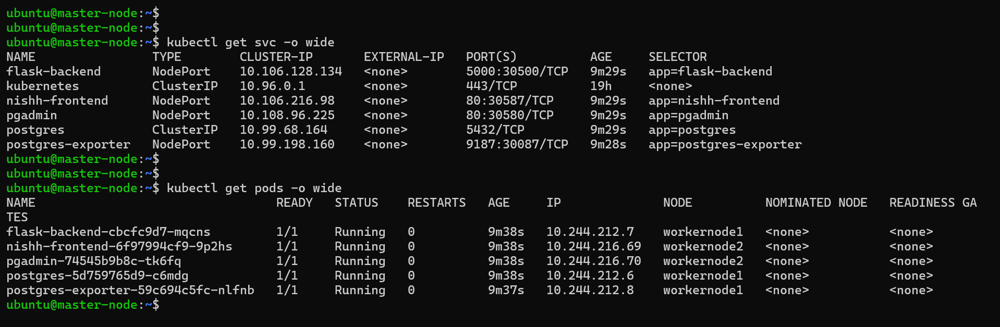 ubuntu@master-node:~$
ubuntu@master-node:~$
ubuntu@master-node:~$ kubectl get svc -o wide
NAME                TYPE        CLUSTER-IP       EXTERNAL-IP   PORT(S)          AGE     SELECTOR
flask-backend       NodePort    10.106.128.134   <none>        5000:30500/TCP   9m29s   app=flask-backend
kubernetes          ClusterIP   10.96.0.1        <none>        443/TCP          19h     <none>
nishh-frontend      NodePort    10.106.216.98    <none>        80:30587/TCP     9m29s   app=nishh-frontend
pgadmin             NodePort    10.108.96.225    <none>        80:30580/TCP     9m29s   app=pgadmin
postgres            ClusterIP   10.99.68.164     <none>        5432/TCP         9m29s   app=postgres
postgres-exporter   NodePort    10.99.198.160    <none>        9187:30087/TCP   9m28s   app=postgres-exporter
ubuntu@master-node:~$
ubuntu@master-node:~$
ubuntu@master-node:~$ kubectl get pods -o wide
NAME                                 READY   STATUS    RESTARTS   AGE     IP              NODE          NOMINATED NODE   READINESS GA
TES
flask-backend-cbcfc9d7-mqcns         1/1     Running   0          9m38s   10.244.212.7    workernode1   <none>           <none>
nishh-frontend-6f97994cf9-9p2hs      1/1     Running   0          9m38s   10.244.216.69   workernode2   <none>           <none>
pgadmin-74545b9b8c-tk6fq             1/1     Running   0          9m38s   10.244.216.70   workernode2   <none>           <none>
postgres-5d759765d9-c6mdg            1/1     Running   0          9m38s   10.244.212.6    workernode1   <none>           <none>
postgres-exporter-59c694c5fc-nlfnb   1/1     Running   0          9m37s   10.244.212.8    workernode1   <none>           <none>
ubuntu@master-node:~$